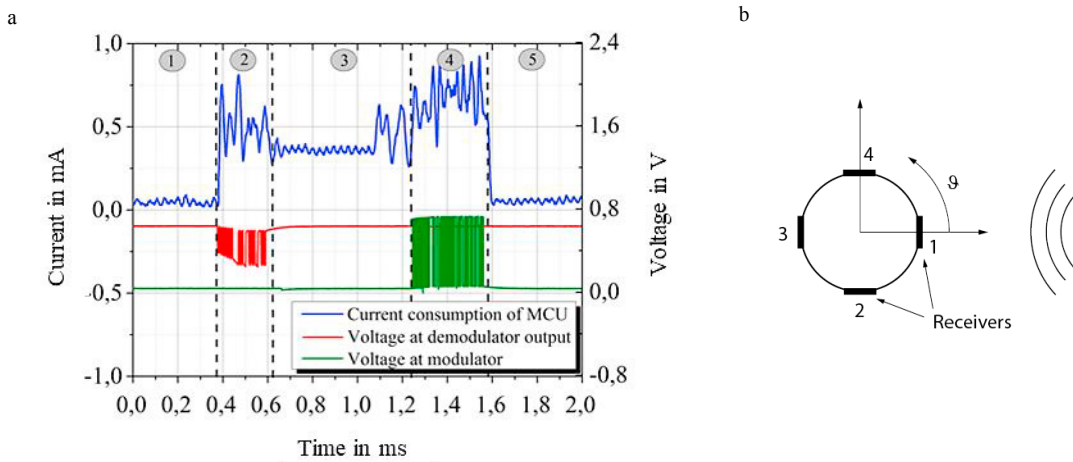 a
b
1,0
0,5
0,0
-0,5
-1,0
Current in mA
1
2
3
4
5
2,4
1,6
0,8
0,0
-0,8
Voltage in V
Current consumption of MCU
Voltage at demodulator output
Voltage at modulator
0,0 0,2 0,4 0,6 0,8 1,0 1,2 1,4 1,6 1,8 2,0
Time in ms
4
ϑ
3
1
2
Receivers